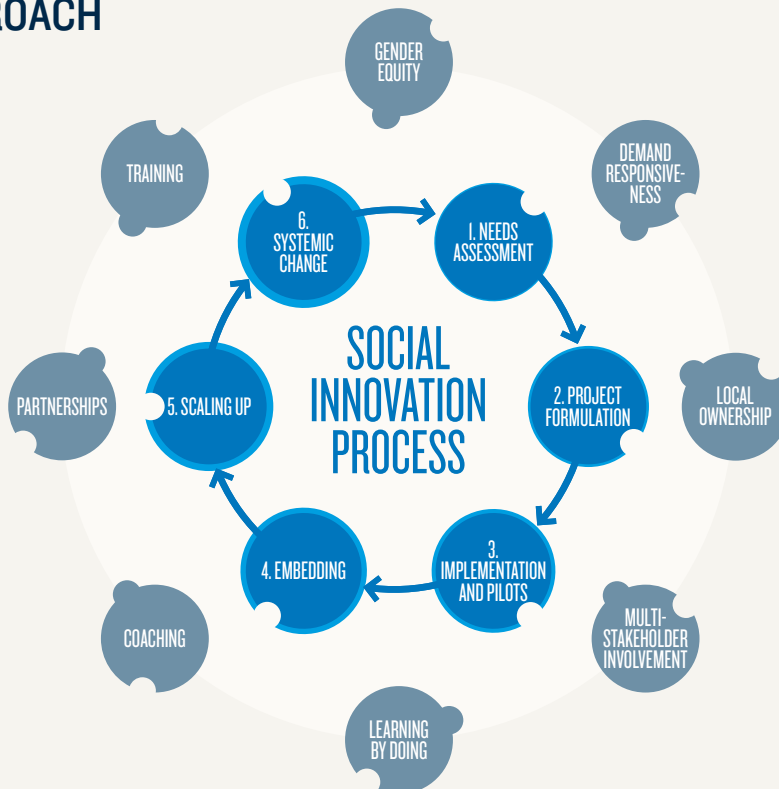 ROACH
GENDER
EQUITY
TRAINING
DEMAND
RESPONSIVE-
NESS
6.
SYSTEMIC
CHANGE
1. NEEDS
ASSESSMENT
SOCIAL
INNOVATION
PROCESS
PARTNERSHIPS
5. SCALING UP
2. PROJECT
FORMULATION
LOCAL
OWNERSHIP
4. EMBEDDING
3.
IMPLEMENTATION
AND PILOTS
COACHING
MULTI-
STAKEHOLDER
INVOLVEMENT
LEARNING
BY DOING